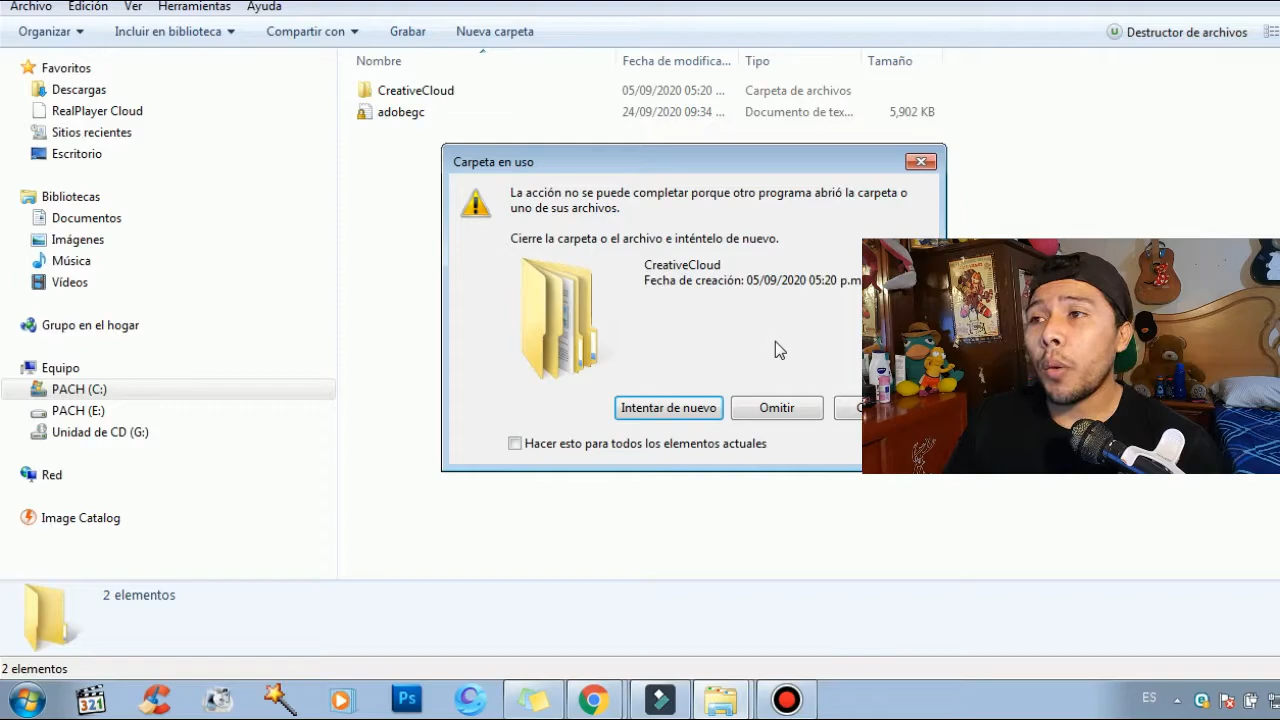 Archivo Edición Ver Herramientas Ayuda
Organizar Incluir en biblioteca Compartir con Grabar Nueva carpeta Destructor de archivos
Nombre Fecha de modifica... Tipo Tamaño
Favoritos
Descargas
RealPlayer Cloud
Sitios recientes
Escritorio
Bibliotecas
Documentos
Imágenes
Música
Vídeos
Grupo en el hogar
Equipo
PACH (C:)
PACH (E:)
Unidad de CD (G:)
Red
Image Catalog
CreativeCloud 05/09/2020 05:20 ... Carpeta de archivos
adobegc 24/09/2020 09:34 ... Documento de tex... 5,902 KB
Carpeta en uso
La acción no se puede completar porque otro programa abrió la carpeta o
uno de sus archivos.
Cierre la carpeta o el archivo e inténtelo de nuevo.
CreativeCloud
Fecha de creación: 05/09/2020 05:20 p.m
Intentar de nuevo Omitir
Hacer esto para todos los elementos actuales
2 elementos
2 elementos
321 Ps ES